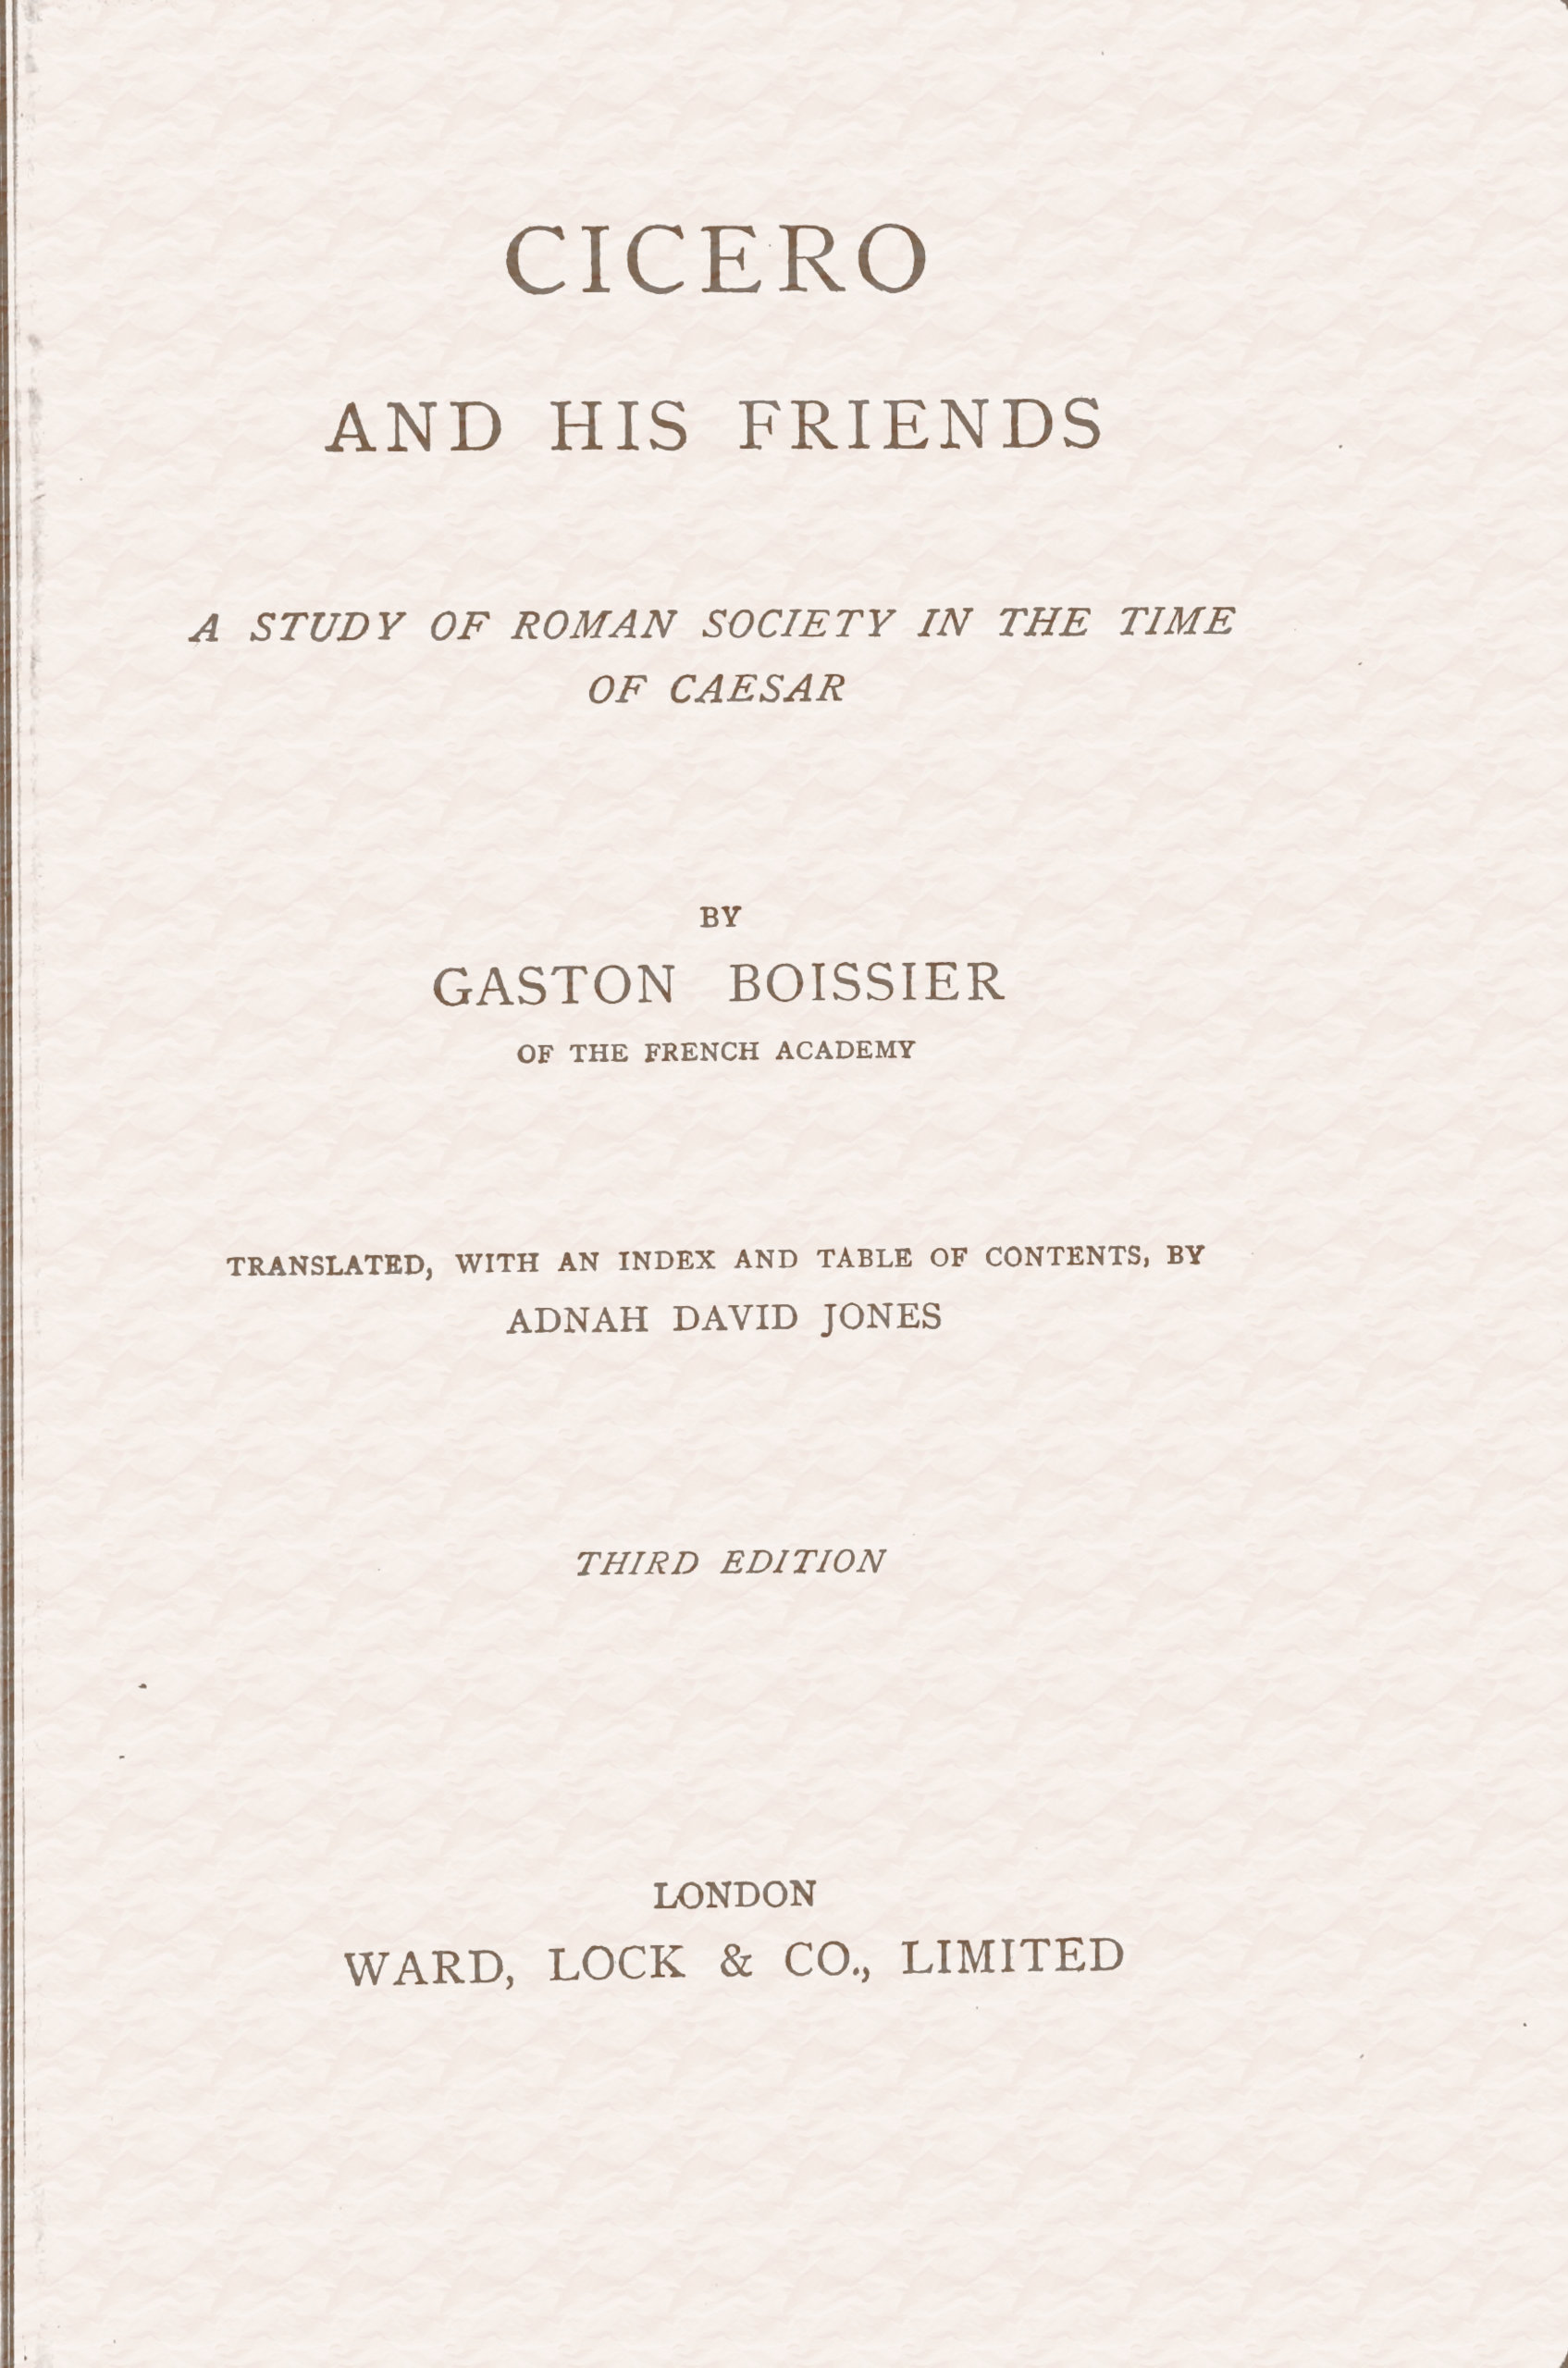 CICERO
AND HIS FRIENDS
A STUDY OF ROMAN SOCIETY IN THE TIME
OF CAESAR
BY
GASTON BOISSIER
OF THE FRENCH ACADEMY
TRANSLATED, WITH AN INDEX AND TABLE OF CONTENTS, BY
ADNAH DAVID JONES
THIRD EDITION
LONDON
WARD, LOCK & CO., LIMITED